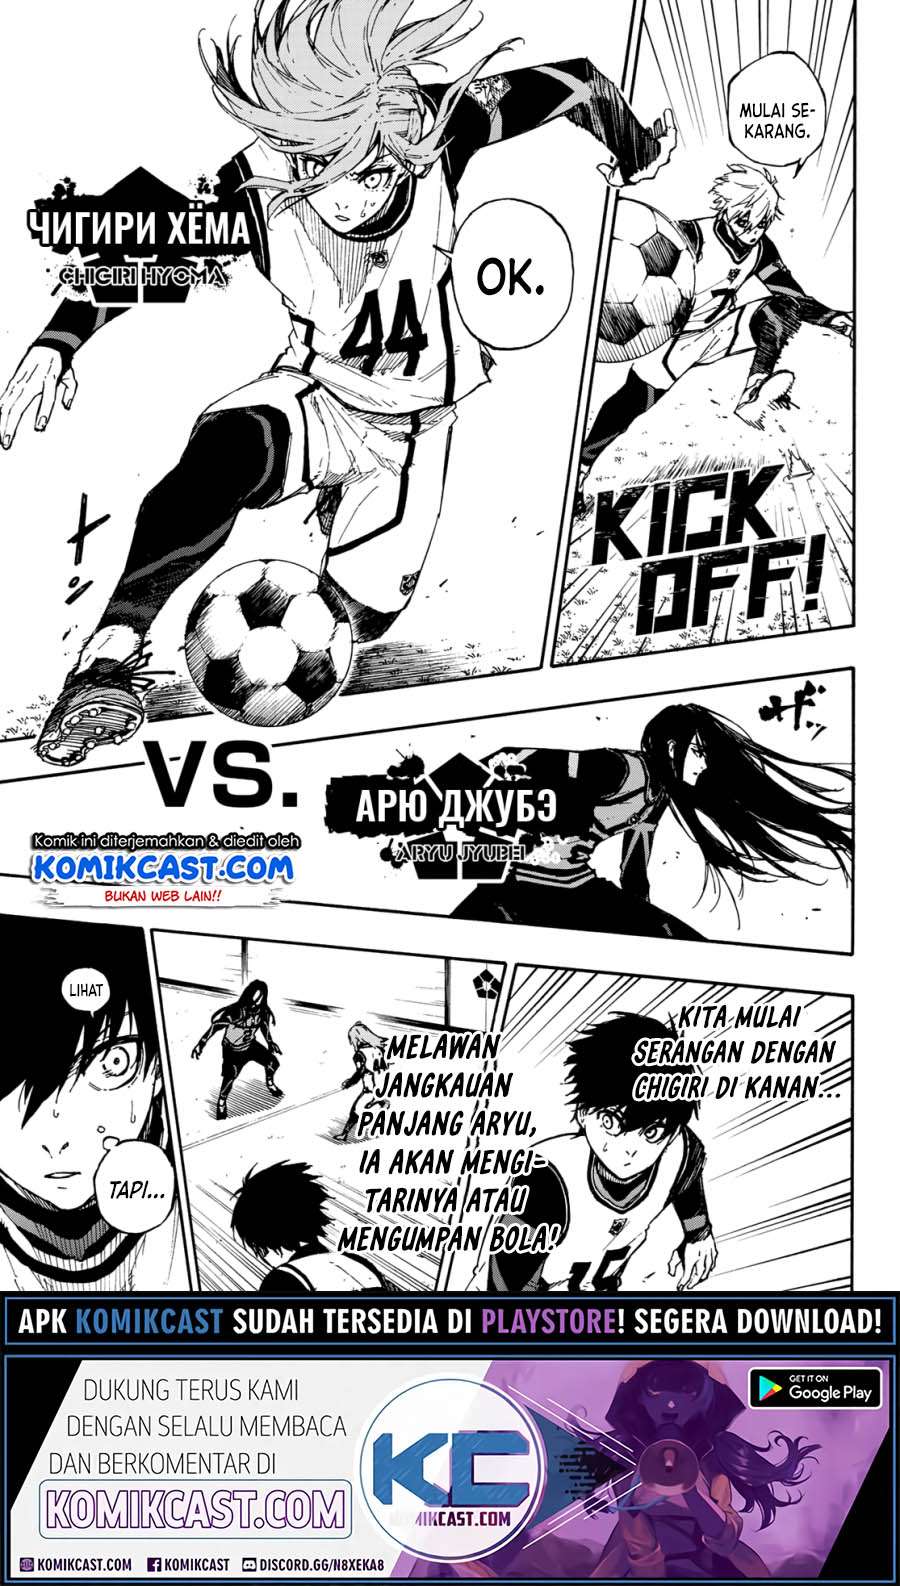 MULAI SE-
KARANG.
KICK
OFF!
OK.
ЧИГИРИ ХЁМА
CHIGIRI HYOMA
ザッ
VS.
АРЮ ДЖУБЭ
ARYU JYUBEI
Komik ini diterjemahkan & diedit oleh
KOMIKCAST.COM
BUKAN WEB LAIN!!
KITA MULAI
SERANGAN DENGAN
CHIGIRI DI KANAN...
MELAWAN
JANGKAUAN
PANJANG ARYU,
IA AKAN MENGI-
TARINYA ATAU
MENGUMPAN BOLA!
LIHAT
TAPI...
APK KOMIKCAST SUDAH TERSEDIA DI PLAYSTORE! SEGERA DOWNLOAD!
DUKUNG TERUS KAMI
DENGAN SELALU MEMBACA
DAN BERKOMENTAR DI
KOMIKCAST.COM
KOMIKCAST.COM KOMIKCAST DISCORD.GG/N8XEKA8
KC
KOMIKCAST.COM
GET IT ON
Google Play